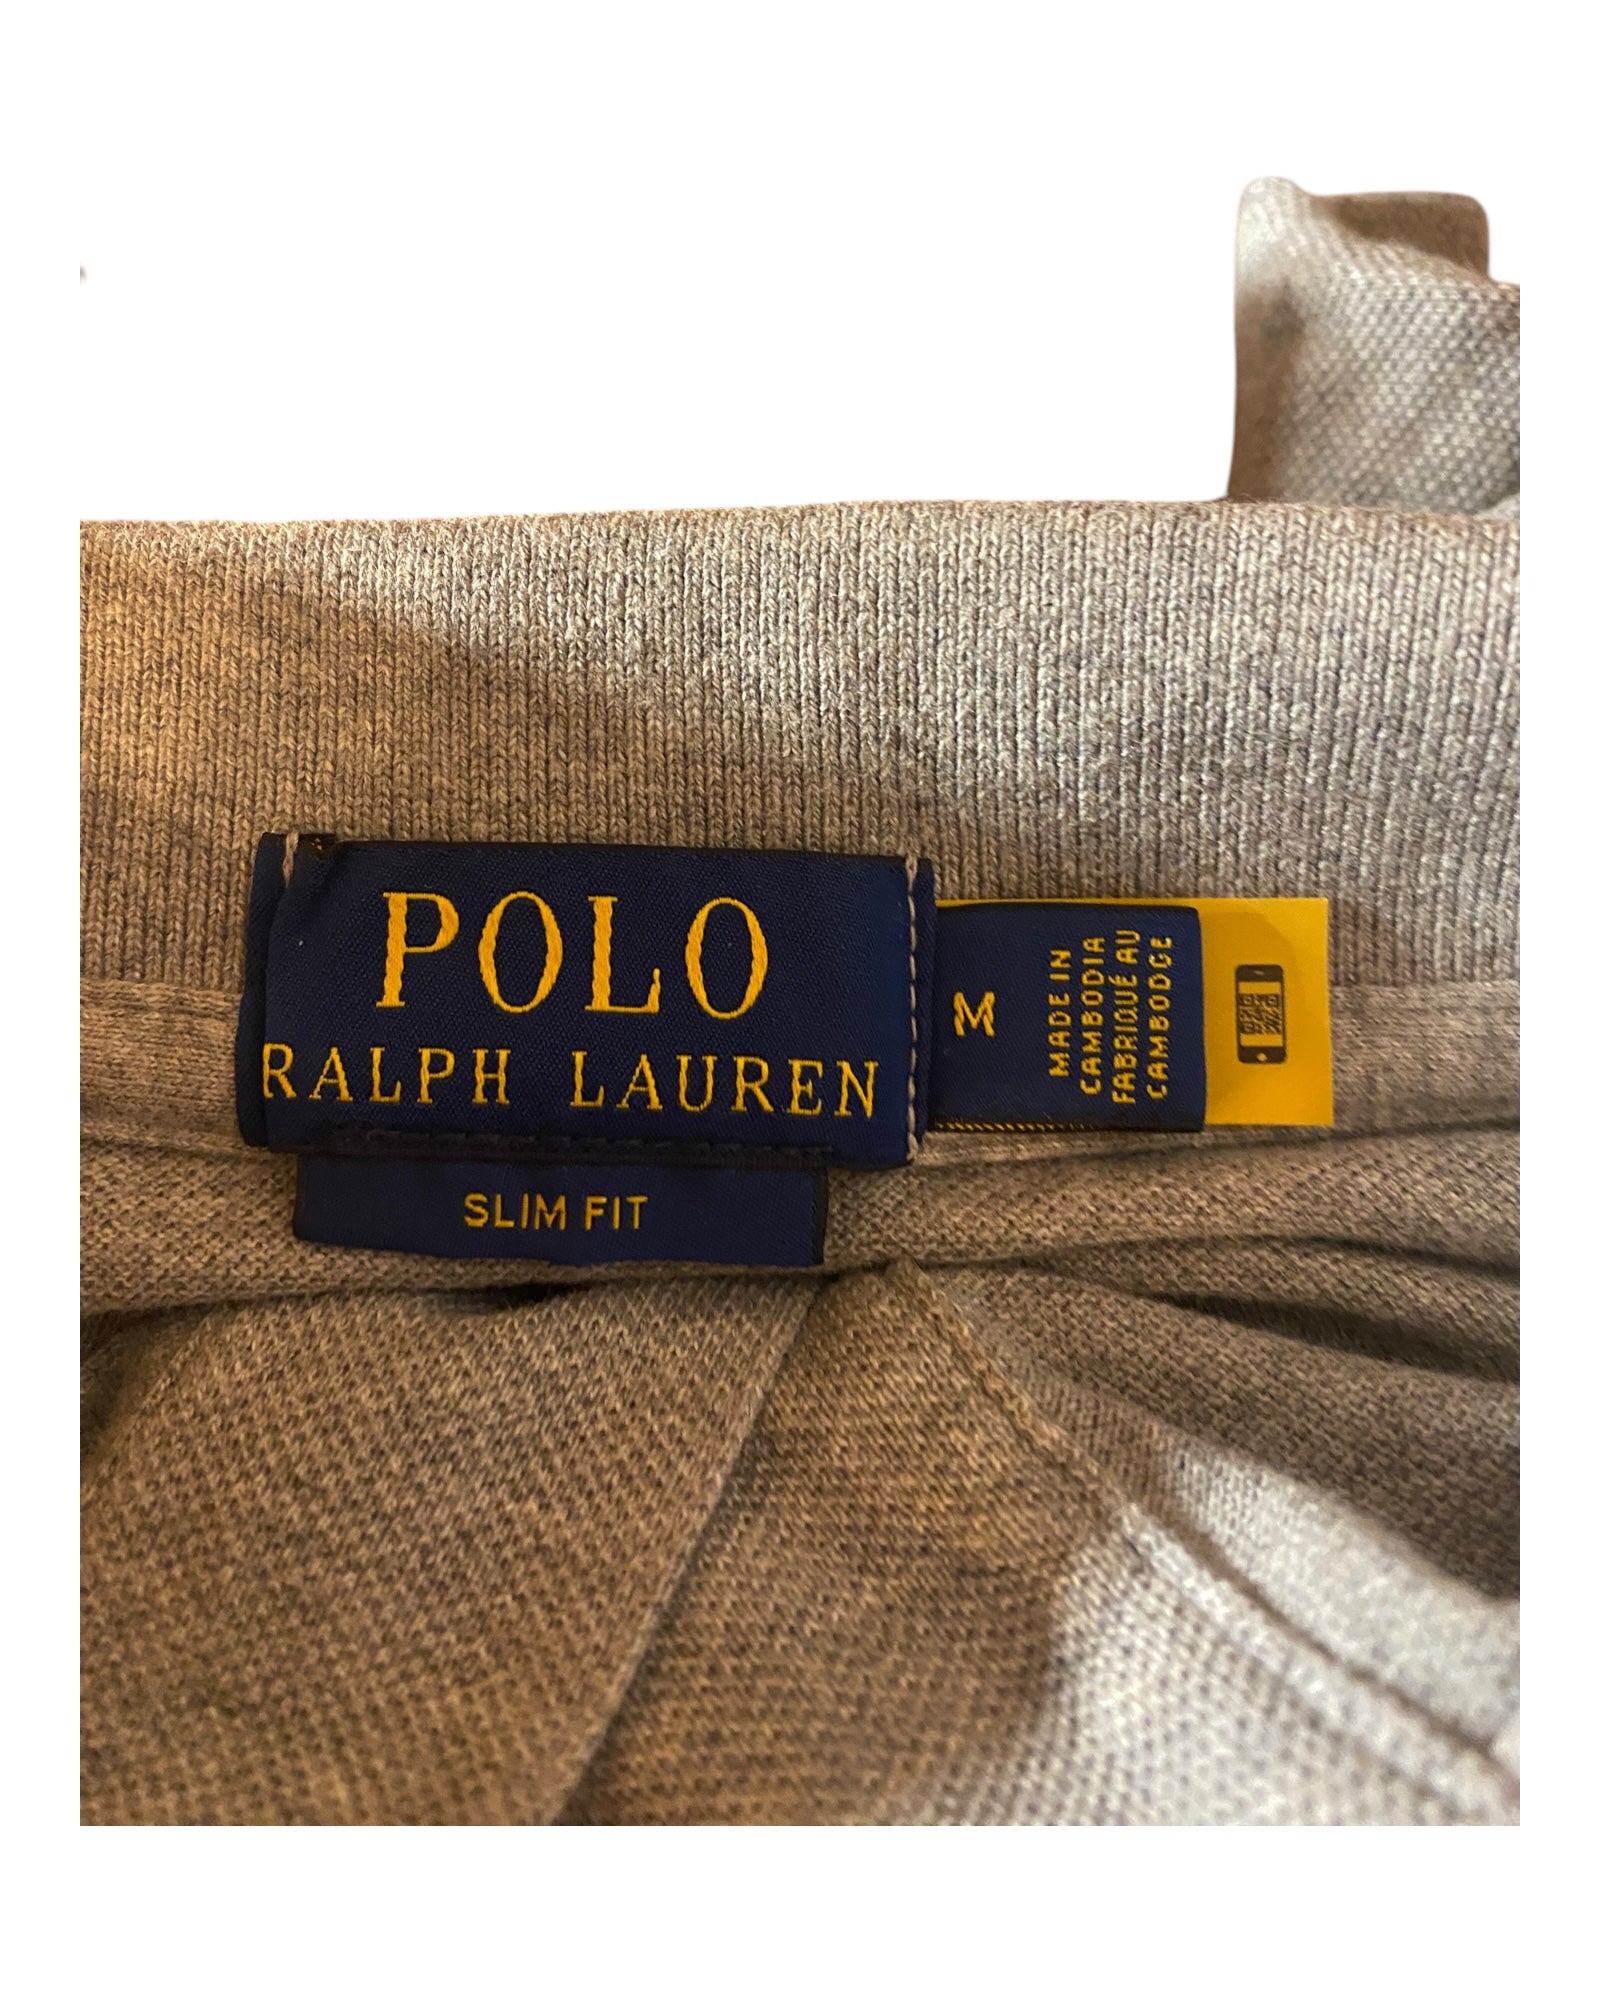 POLO
RALPH LAUREN
SLIM FIT
M
MADE IN
CAMBODIA
FABRIQUÉ AU
CAMBODGE